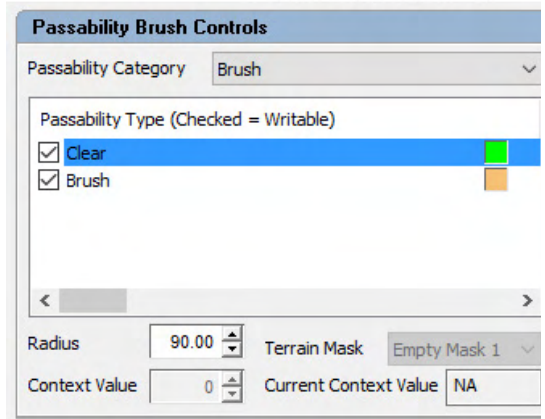 Passability Brush Controls
Passability Category Brush
Passability Type (Checked = Writable)
Clear
Brush
Radius 90.00 Terrain Mask Empty Mask 1
Context Value 0 Current Context Value NA